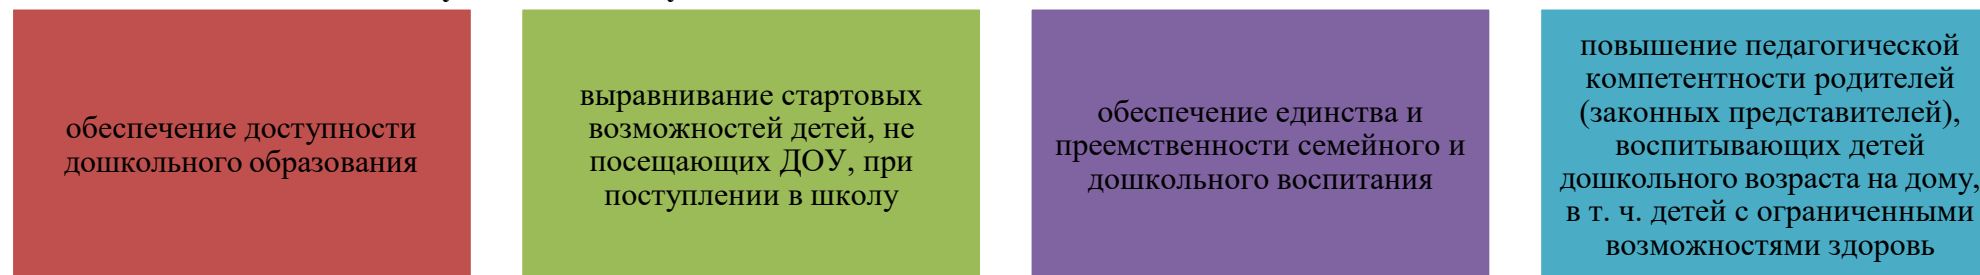 обеспечение доступности
дошкольного образования
выравнивание стартовых
возможностей детей, не
посещающих ДОУ, при
поступлении в школу
обеспечение единства и
преемственности семейного и
дошкольного воспитания
повышение педагогической
компетентности родителей
(законных представителей),
воспитывающих детей
дошкольного возраста на дому,
в т. ч. детей с ограниченными
возможностями здоровь